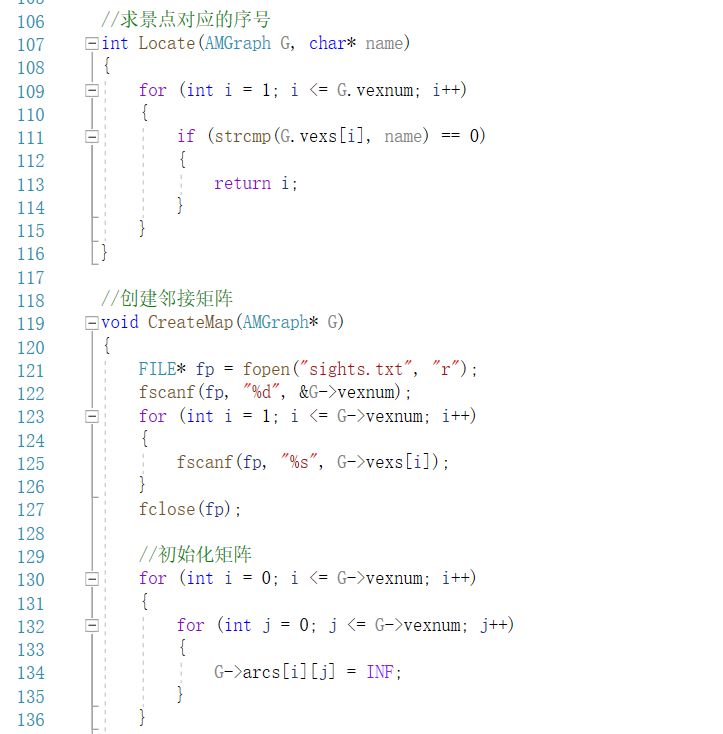 106 //求景点对应的序号
107 int Locate(AMGraph G, char* name)
108 {
109 for (int i = 1; i <= G.vexnum; i++)
110 {
111 if (strcmp(G.vexs[i], name) == 0)
112 {
113 return i;
114 }
115 }
116 }
117
118 //创建邻接矩阵
119 void CreateMap(AMGraph* G)
120 {
121 FILE* fp = fopen("sights.txt", "r");
122 fscanf(fp, "%d", &G->vexnum);
123 for (int i = 1; i <= G->vexnum; i++)
124 {
125 fscanf(fp, "%s", G->vexs[i]);
126 }
127 fclose(fp);
128
129 //初始化矩阵
130 for (int i = 0; i <= G->vexnum; i++)
131 {
132 for (int j = 0; j <= G->vexnum; j++)
133 {
134 G->arcs[i][j] = INF;
135 }
136 }